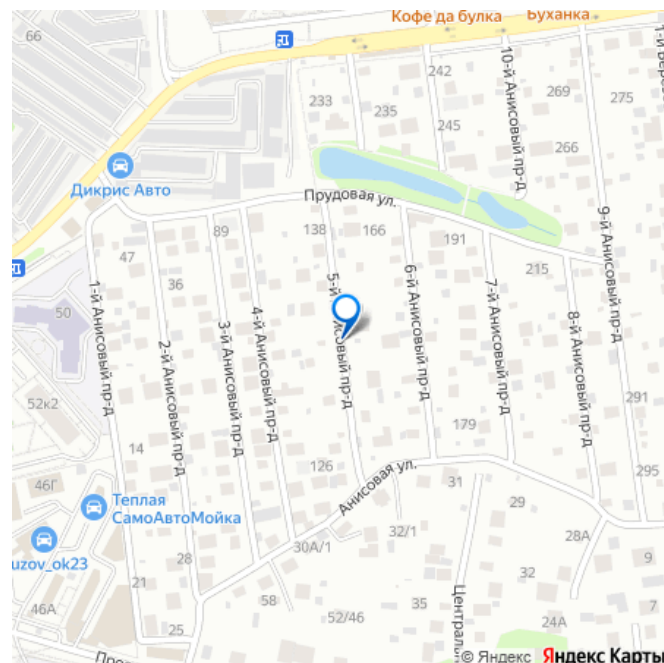 66
Кофе да булка
Буханка
242
10-й Анисовый пр-д
269
275
233
235
245
266
Дикрис Авто
Прудовая ул.
9-й Анисовый пр-д
89
138
166
191
215
47
36
1-й Анисовый пр-д
2-й Анисовый пр-д
3-й Анисовый пр-д
4-й Анисовый пр-д
6-й Анисовый пр-д
7-й Анисовый пр-д
8-й Анисовый пр-д
50
52к2
291
14
179
126
Анисовая ул.
31
29
295
46Г
Теплая
СамоАвтоМойка
uzov_ok23
30А/1
32/1
28А
9
28
21
32
58
35
46А
52/46
24А
25
© Яндекс Яндекс Карты